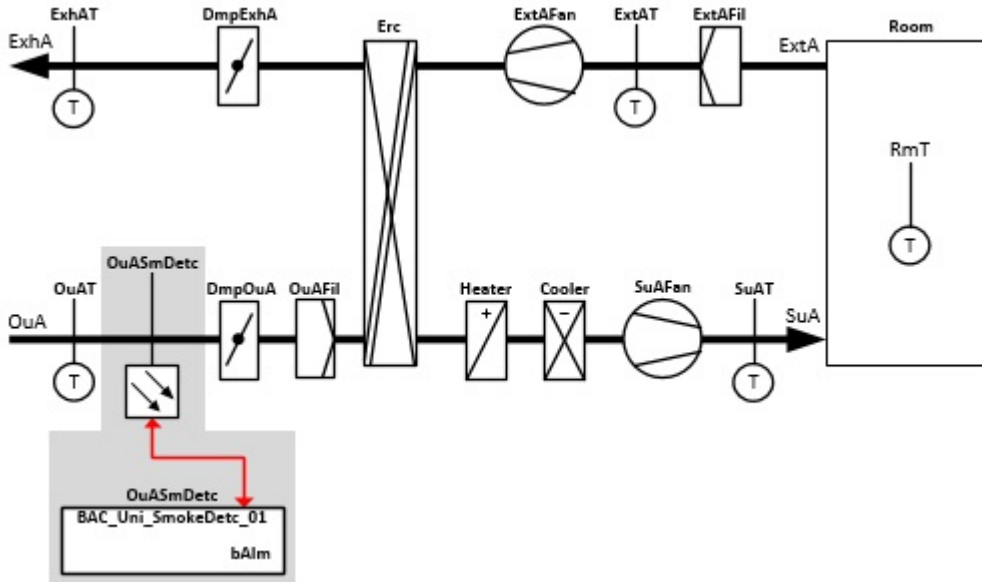 ExhAT
DmpExhA
Erc
ExtAFan
ExtAT
ExtAFil
Room
ExhA
ExtA
T
T
RmT
T
OuASmDetc
OuAT
DmpOuA
OuAFil
Heater
Cooler
SuAFan
SuAT
OuA
+
−
SuA
T
T
OuASmDetc
BAC_Uni_SmokeDetc_01
bAlm